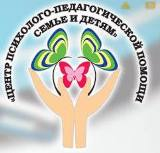 «ЦЕНТР ПСИХОЛОГО-ПЕДАГОГИЧЕСКОЙ ПОМОЩИ
СЕМЬЕ И ДЕТЯМ»